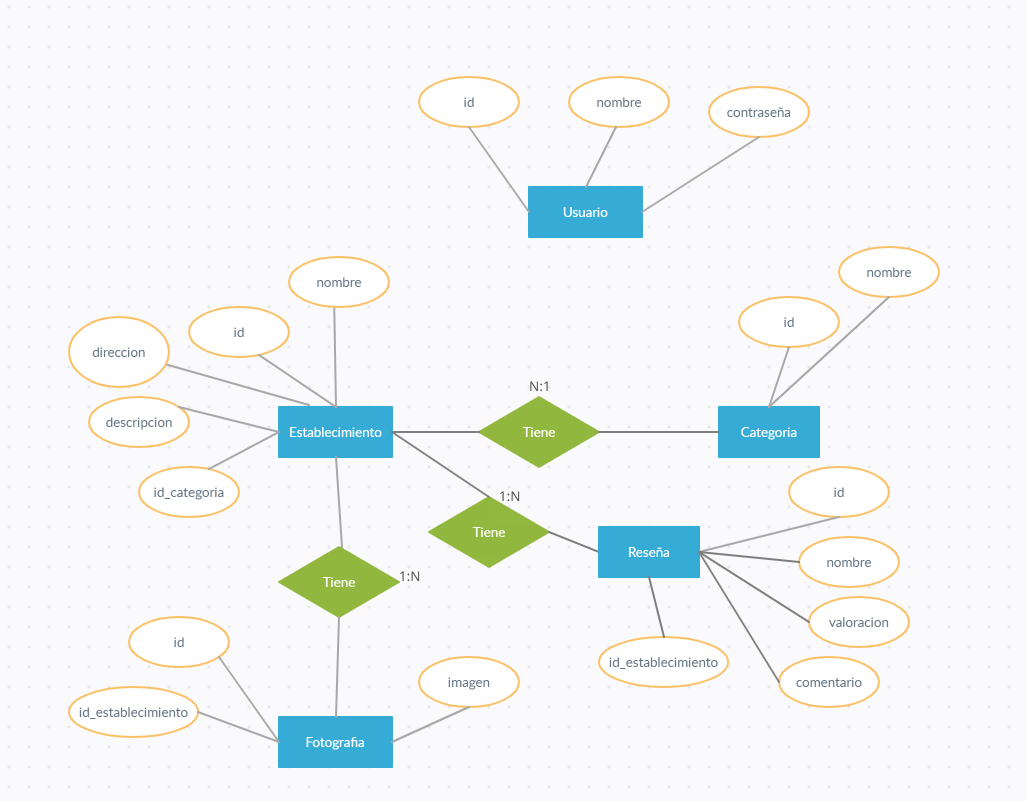 id
nombre
contraseña
Usuario
nombre
nombre
id
id
direccion
N:1
descripcion
Establecimiento
Tiene
Categoria
id_categoria
id
1:N
Tiene
Reseña
nombre
Tiene
1:N
valoracion
id
id_establecimiento
imagen
comentario
id_establecimiento
Fotografia